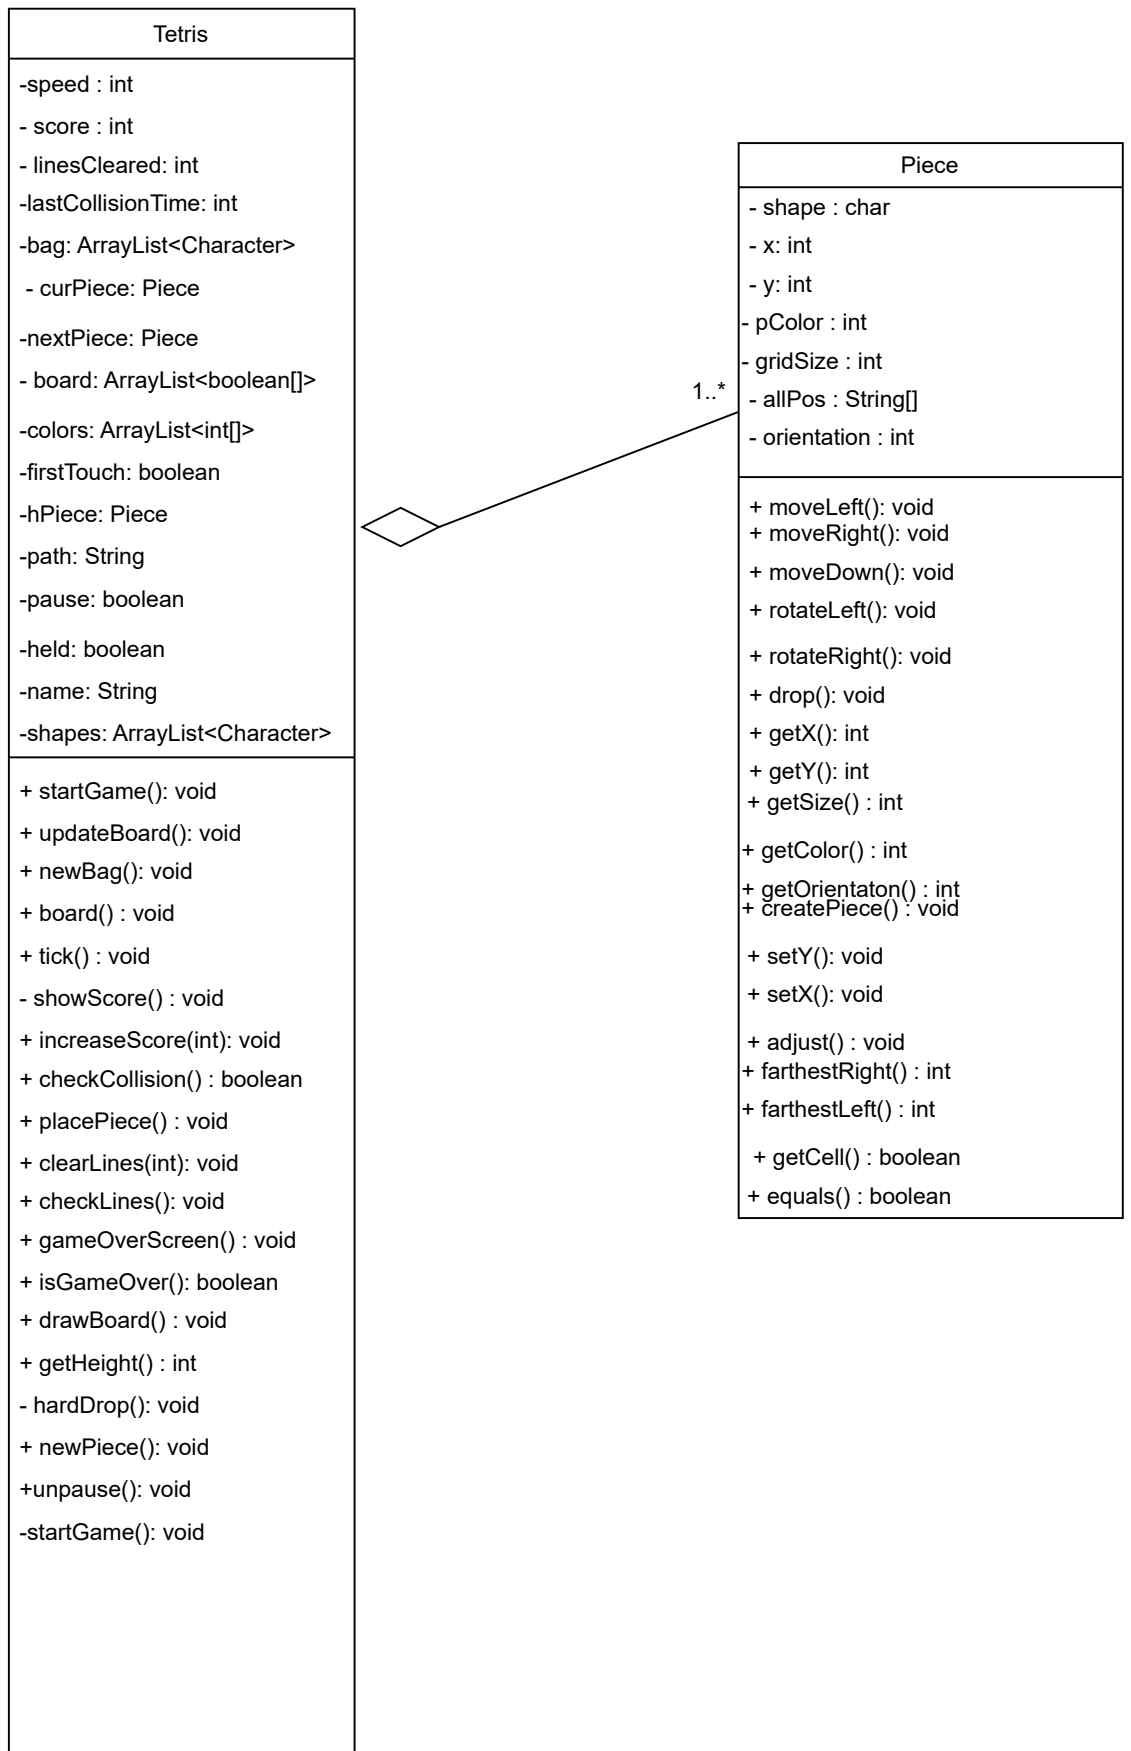 Tetris
-speed : int
- score : int
- linesCleared: int
-lastCollisionTime: int
-bag: ArrayList<Character>
- curPiece: Piece
-nextPiece: Piece
- board: ArrayList<boolean[]>
-colors: ArrayList<int[]>
-firstTouch: boolean
-hPiece: Piece
-path: String
-pause: boolean
-held: boolean
-name: String
-shapes: ArrayList<Character>
+ startGame(): void
+ updateBoard(): void
+ newBag(): void
+ board() : void
+ tick() : void
- showScore() : void
+ increaseScore(int): void
+ checkCollision() : boolean
+ placePiece() : void
+ clearLines(int): void
+ checkLines(): void
+ gameOverScreen() : void
+ isGameOver(): boolean
+ drawBoard() : void
+ getHeight() : int
- hardDrop(): void
+ newPiece(): void
+unpause(): void
-startGame(): void
1..*
Piece
- shape : char
- x: int
- y: int
- pColor : int
- gridSize : int
- allPos : String[]
- orientation : int
+ moveLeft(): void
+ moveRight(): void
+ moveDown(): void
+ rotateLeft(): void
+ rotateRight(): void
+ drop(): void
+ getX(): int
+ getY(): int
+ getSize() : int
+ getColor() : int
+ getOrientaton() : int
+ createPiece() : void
+ setY(): void
+ setX(): void
+ adjust() : void
+ farthestRight() : int
+ farthestLeft() : int
+ getCell() : boolean
+ equals() : boolean